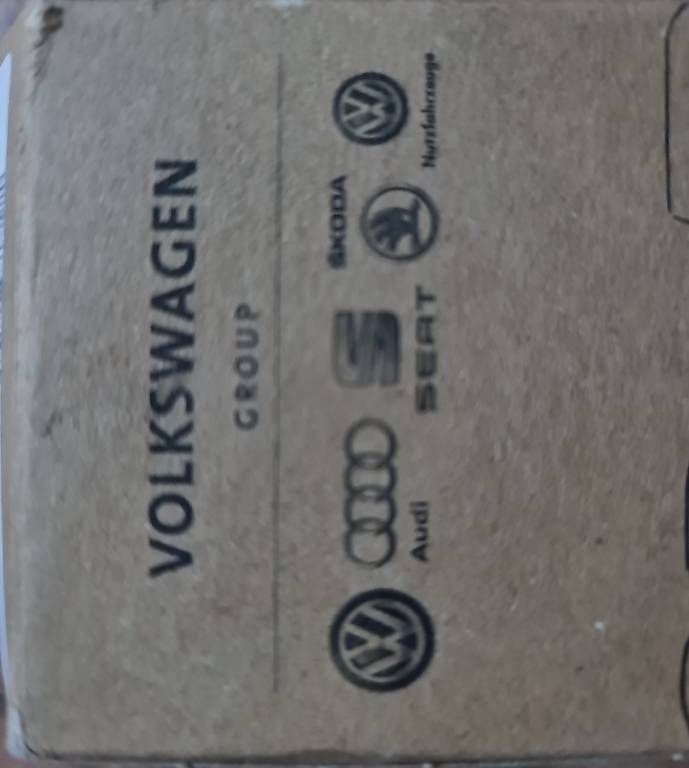 VOLKSWAGEN
GROUP
Audi
SEAT
ŠKODA
Nutzfahrzeuge